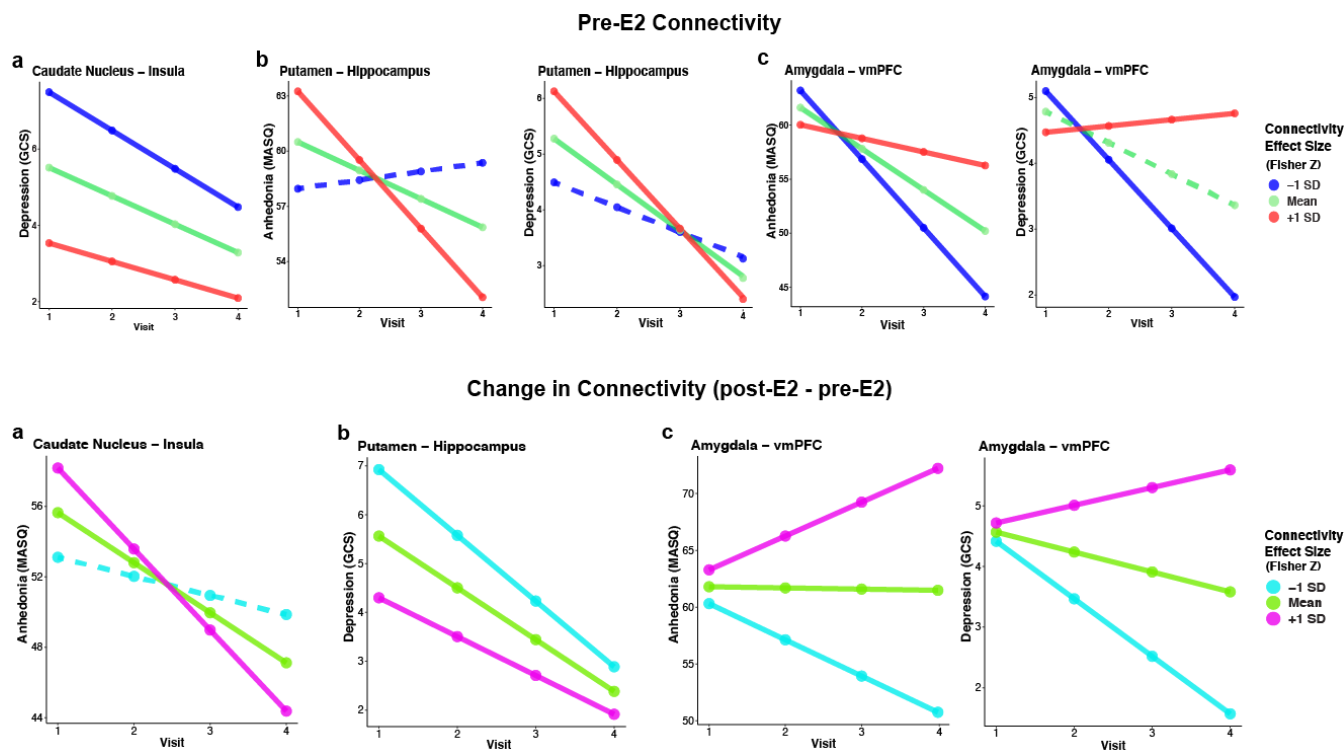 Pre-E2 Connectivity
a
Caudate Nucleus – Insula
Depression (GCS)
6
4
2
1 2 3 4
Visit
b
Putamen – Hippocampus
Anhedonia (MASQ)
63
60
57
54
1 2 3 4
Visit
Putamen – Hippocampus
Depression (GCS)
6
5
4
3
1 2 3 4
Visit
c
Amygdala – vmPFC
Anhedonia (MASQ)
60
55
50
45
1 2 3 4
Visit
Amygdala – vmPFC
Depression (GCS)
5
4
3
2
1 2 3 4
Visit
Connectivity
Effect Size
(Fisher Z)
−1 SD
Mean
+1 SD
Change in Connectivity (post-E2 - pre-E2)
a
Caudate Nucleus – Insula
Anhedonia (MASQ)
56
52
48
44
1 2 3 4
Visit
b
Putamen – Hippocampus
Depression (GCS)
7
6
5
4
3
2
1 2 3 4
Visit
c
Amygdala – vmPFC
Anhedonia (MASQ)
70
65
60
55
50
1 2 3 4
Visit
Amygdala – vmPFC
Depression (GCS)
5
4
3
2
1 2 3 4
Visit
Connectivity
Effect Size
(Fisher Z)
−1 SD
Mean
+1 SD